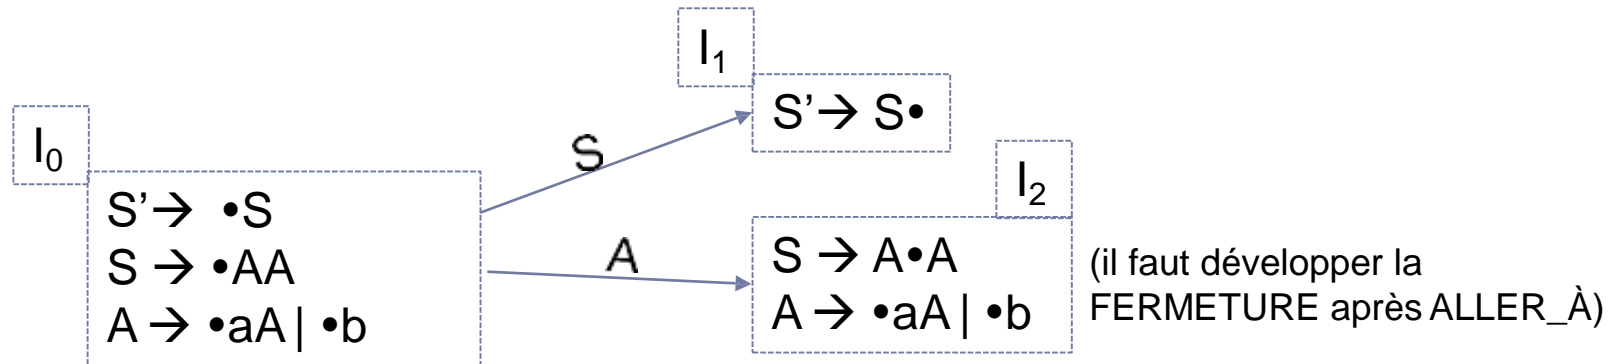 I₁
S’→ S•
I₀
S’→ •S
S → •AA
A → •aA | •b
S
A
I₂
S → A•A
A → •aA | •b
(il faut développer la
FERMETURE après ALLER_À)